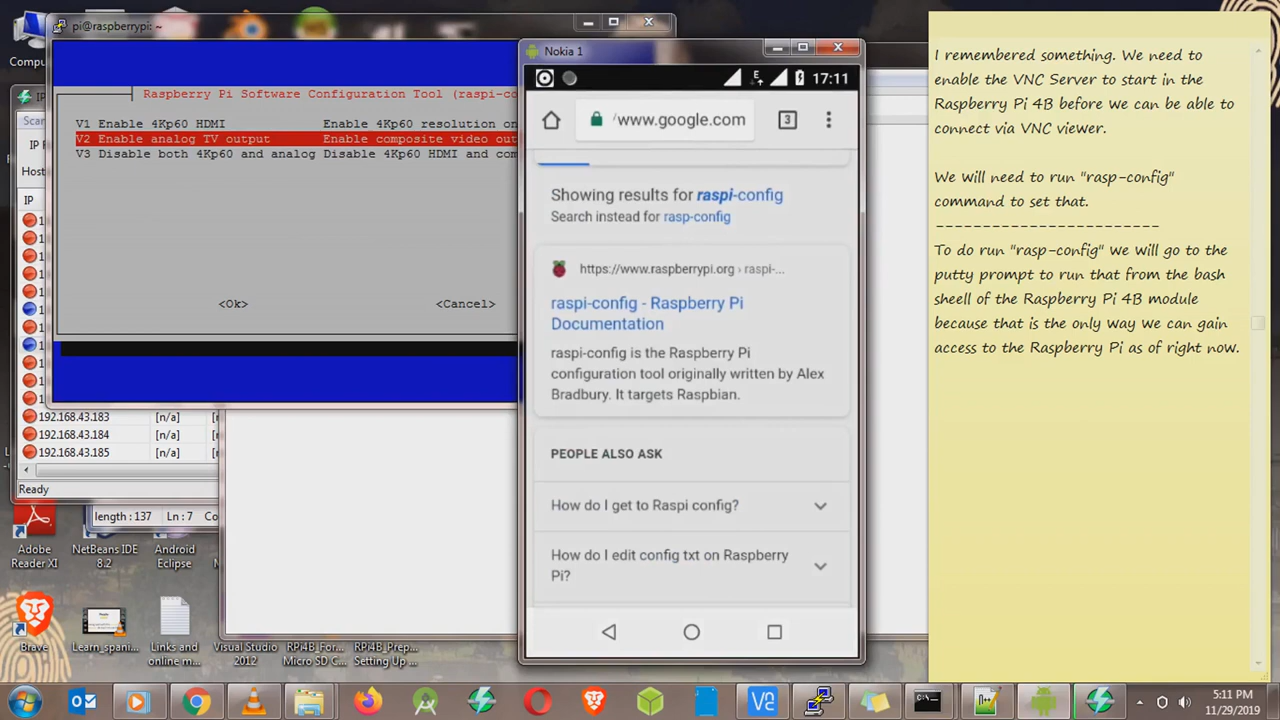 pi@raspberrypi: ~
Raspberry Pi Software Configuration Tool (raspi-co
V1 Enable 4Kp60 HDMI Enable 4Kp60 resolution on
V2 Enable analog TV output Enable composite video out
V3 Disable both 4Kp60 and analog Disable 4Kp60 HDMI and com
<Ok> <Cancel>
Compu
IP
Scan
IP R
Host
IP
192.168.43.183 [n/a]
192.168.43.184 [n/a]
192.168.43.185 [n/a]
Ready
length : 137 Ln : 7 Co
Nokia 1
E 17:11
/www.google.com 3
Showing results for raspi-config
Search instead for rasp-config
https://www.raspberrypi.org › raspi-...
raspi-config - Raspberry Pi
Documentation
raspi-config is the Raspberry Pi
configuration tool originally written by Alex
Bradbury. It targets Raspbian.
PEOPLE ALSO ASK
How do I get to Raspi config?
How do I edit config txt on Raspberry
Pi?
I remembered something. We need to
enable the VNC Server to start in the
Raspberry Pi 4B before we can be able to
connect via VNC viewer.
We will need to run "rasp-config"
command to set that.
------------------------
To do run "rasp-config" we will go to the
putty prompt to run that from the bash
sheell of the Raspberry Pi 4B module
because that is the only way we can gain
access to the Raspberry Pi as of right now.
Adobe
Reader XI
NetBeans IDE
8.2
Android
Eclipse
Brave
Learn_spani...
Links and
online m...
Visual Studio
2012
RPi4B_For...
Micro SD C...
RPi4B_Prep...
Setting Up ...
5:11 PM
11/29/2019